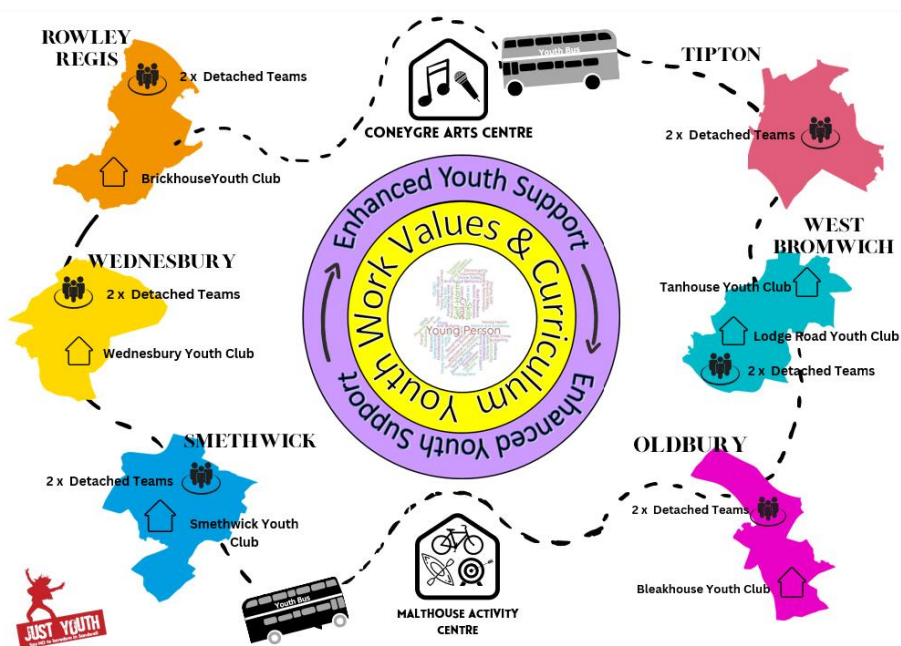 ROWLEY
REGIS
2 x Detached Teams
BrickhouseYouth Club
CONEYGRE ARTS CENTRE
Youth Bus
TIPTON
2 x Detached Teams
WEDNESBURY
2 x Detached Teams
Wednesbury Youth Club
Enhanced Youth Support
Enhanced Youth Support
Youth Work Values & Curriculum
Young Person
WEST
BROMWICH
Tanhouse Youth Club
Lodge Road Youth Club
2 x Detached Teams
SMETHWICK
2 x Detached Teams
Smethwick Youth
Club
OLDBURY
2 x Detached Teams
Bleakhouse Youth Club
Youth Bus
MALTHOUSE ACTIVITY
CENTRE
JUST YOUTH